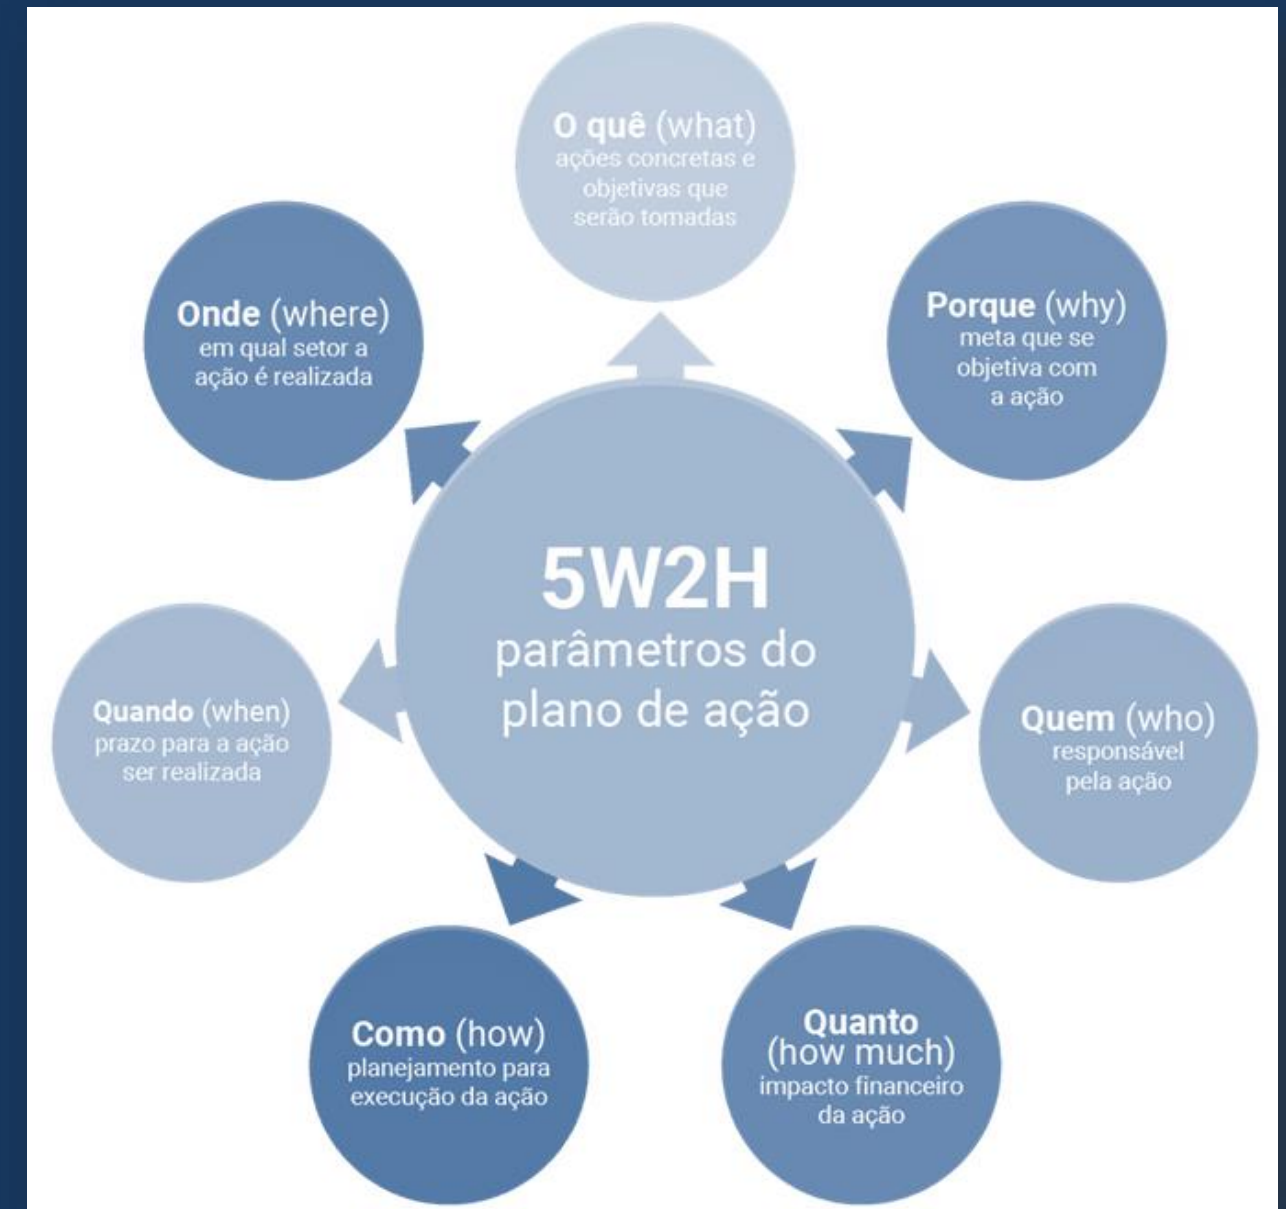 O quê (what)
ações concretas e
objetivas que
serão tomadas
Onde (where)
em qual setor a
ação é realizada
Porque (why)
meta que se
objetiva com
a ação
5W2H
parâmetros do
plano de ação
Quando (when)
prazo para a ação
ser realizada
Quem (who)
responsável
pela ação
Como (how)
planejamento para
execução da ação
Quanto
(how much)
impacto financeiro
da ação